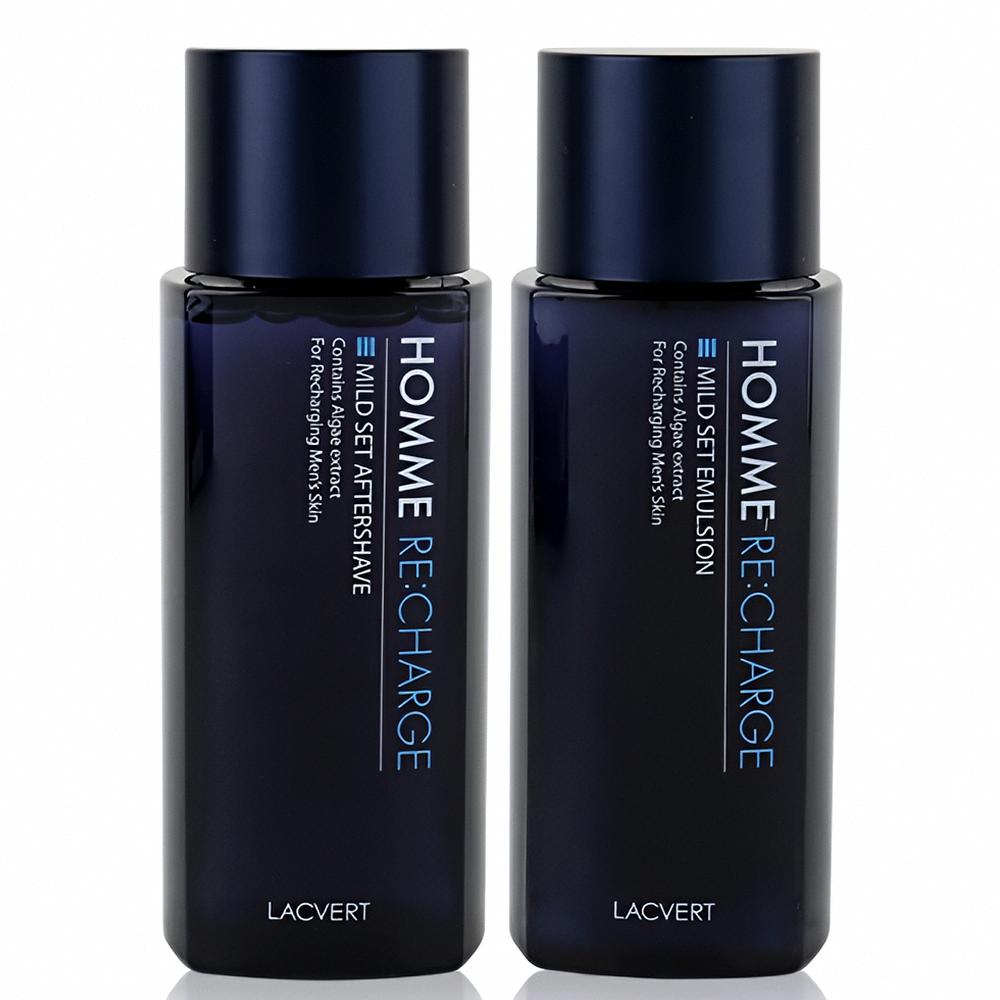 HOMME RE:CHARGE
MILD SET AFTERSHAVE
Contains Algae extract
For Recharging Men's Skin
LACVERT
HOMME RE:CHARGE
MILD SET EMULSION
Contains Algae extract
For Recharging Men's Skin
LACVERT